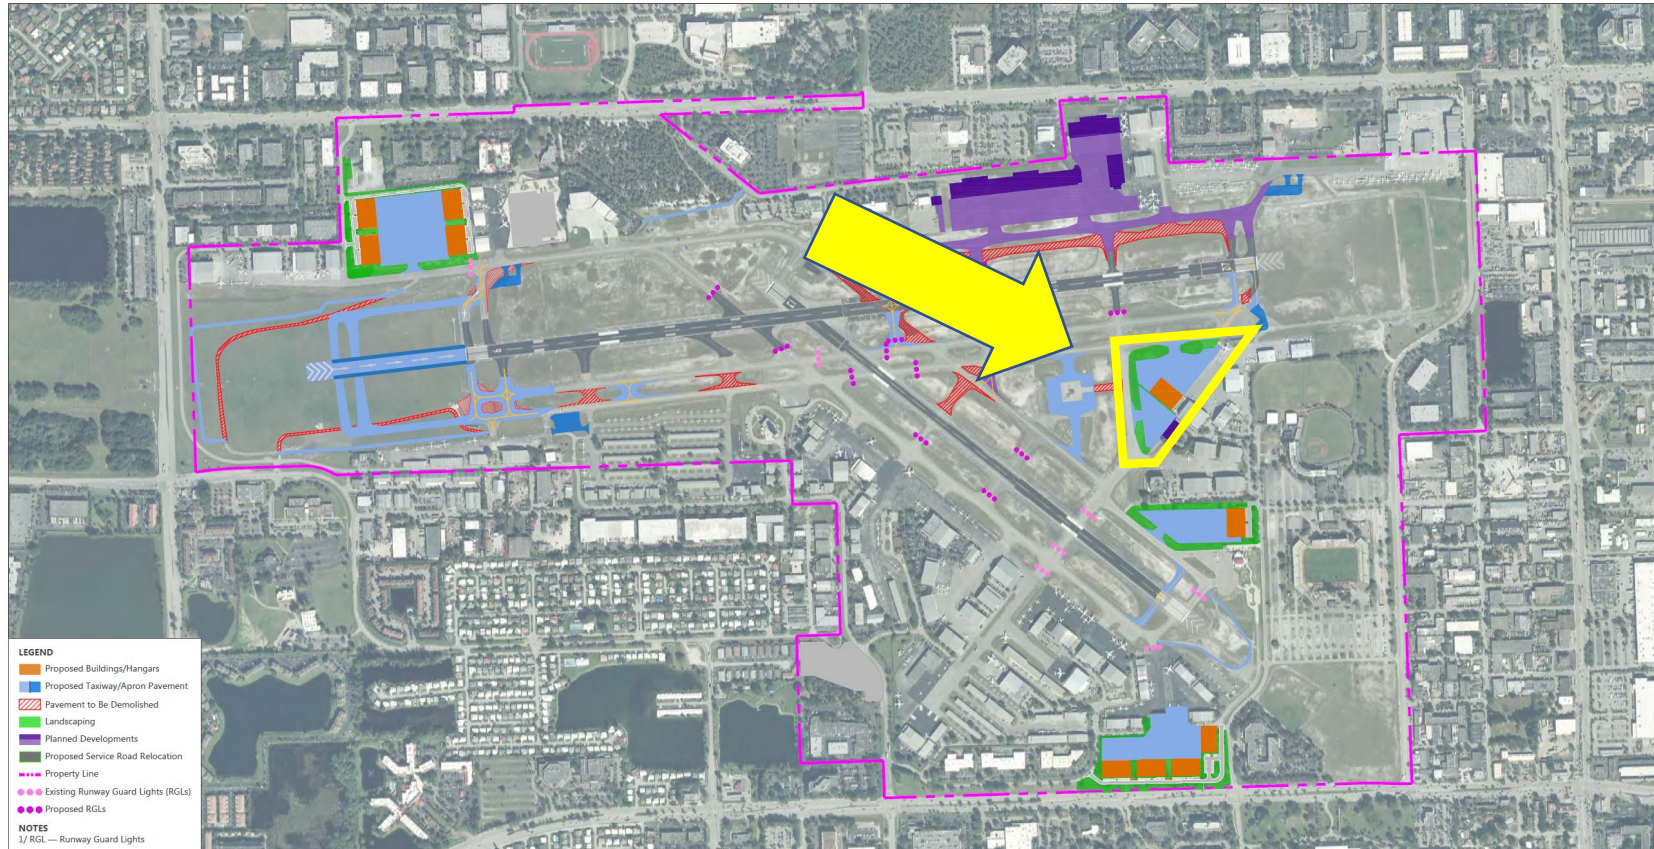 LEGEND
Proposed Buildings/Hangars
Proposed Taxiway/Apron Pavement
Pavement to Be Demolished
Landscaping
Planned Developments
Proposed Service Road Relocation
Property Line
Existing Runway Guard Lights (RGLs)
Proposed RGLs
NOTES
1/ RGL — Runway Guard Lights